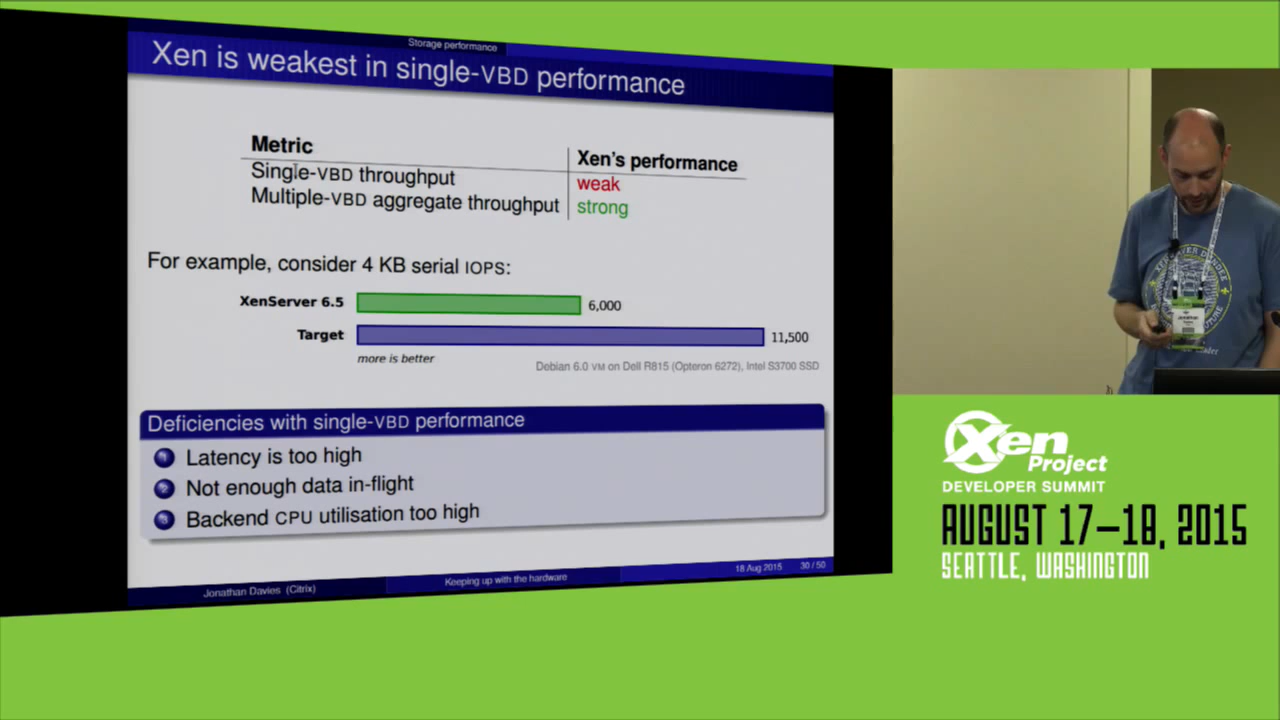 Storage performance
Xen is weakest in single-VBD performance
Metric
Xen's performance
Single-VBD throughput
weak
Multiple-VBD aggregate throughput
strong
For example, consider 4 KB serial IOPS:
XenServer 6.5
6,000
Target
11,500
more is better
Debian 6.0 VM on Dell R815 (Opteron 6272), Intel S3700 SSD
Deficiencies with single-VBD performance
1 Latency is too high
2 Not enough data in-flight
3 Backend CPU utilisation too high
Jonathan Davies (Citrix)
Keeping up with the hardware
18 Aug 2015
30 / 50
Jonathan
Xen
Project
DEVELOPER SUMMIT
AUGUST 17–18, 2015
SEATTLE, WASHINGTON